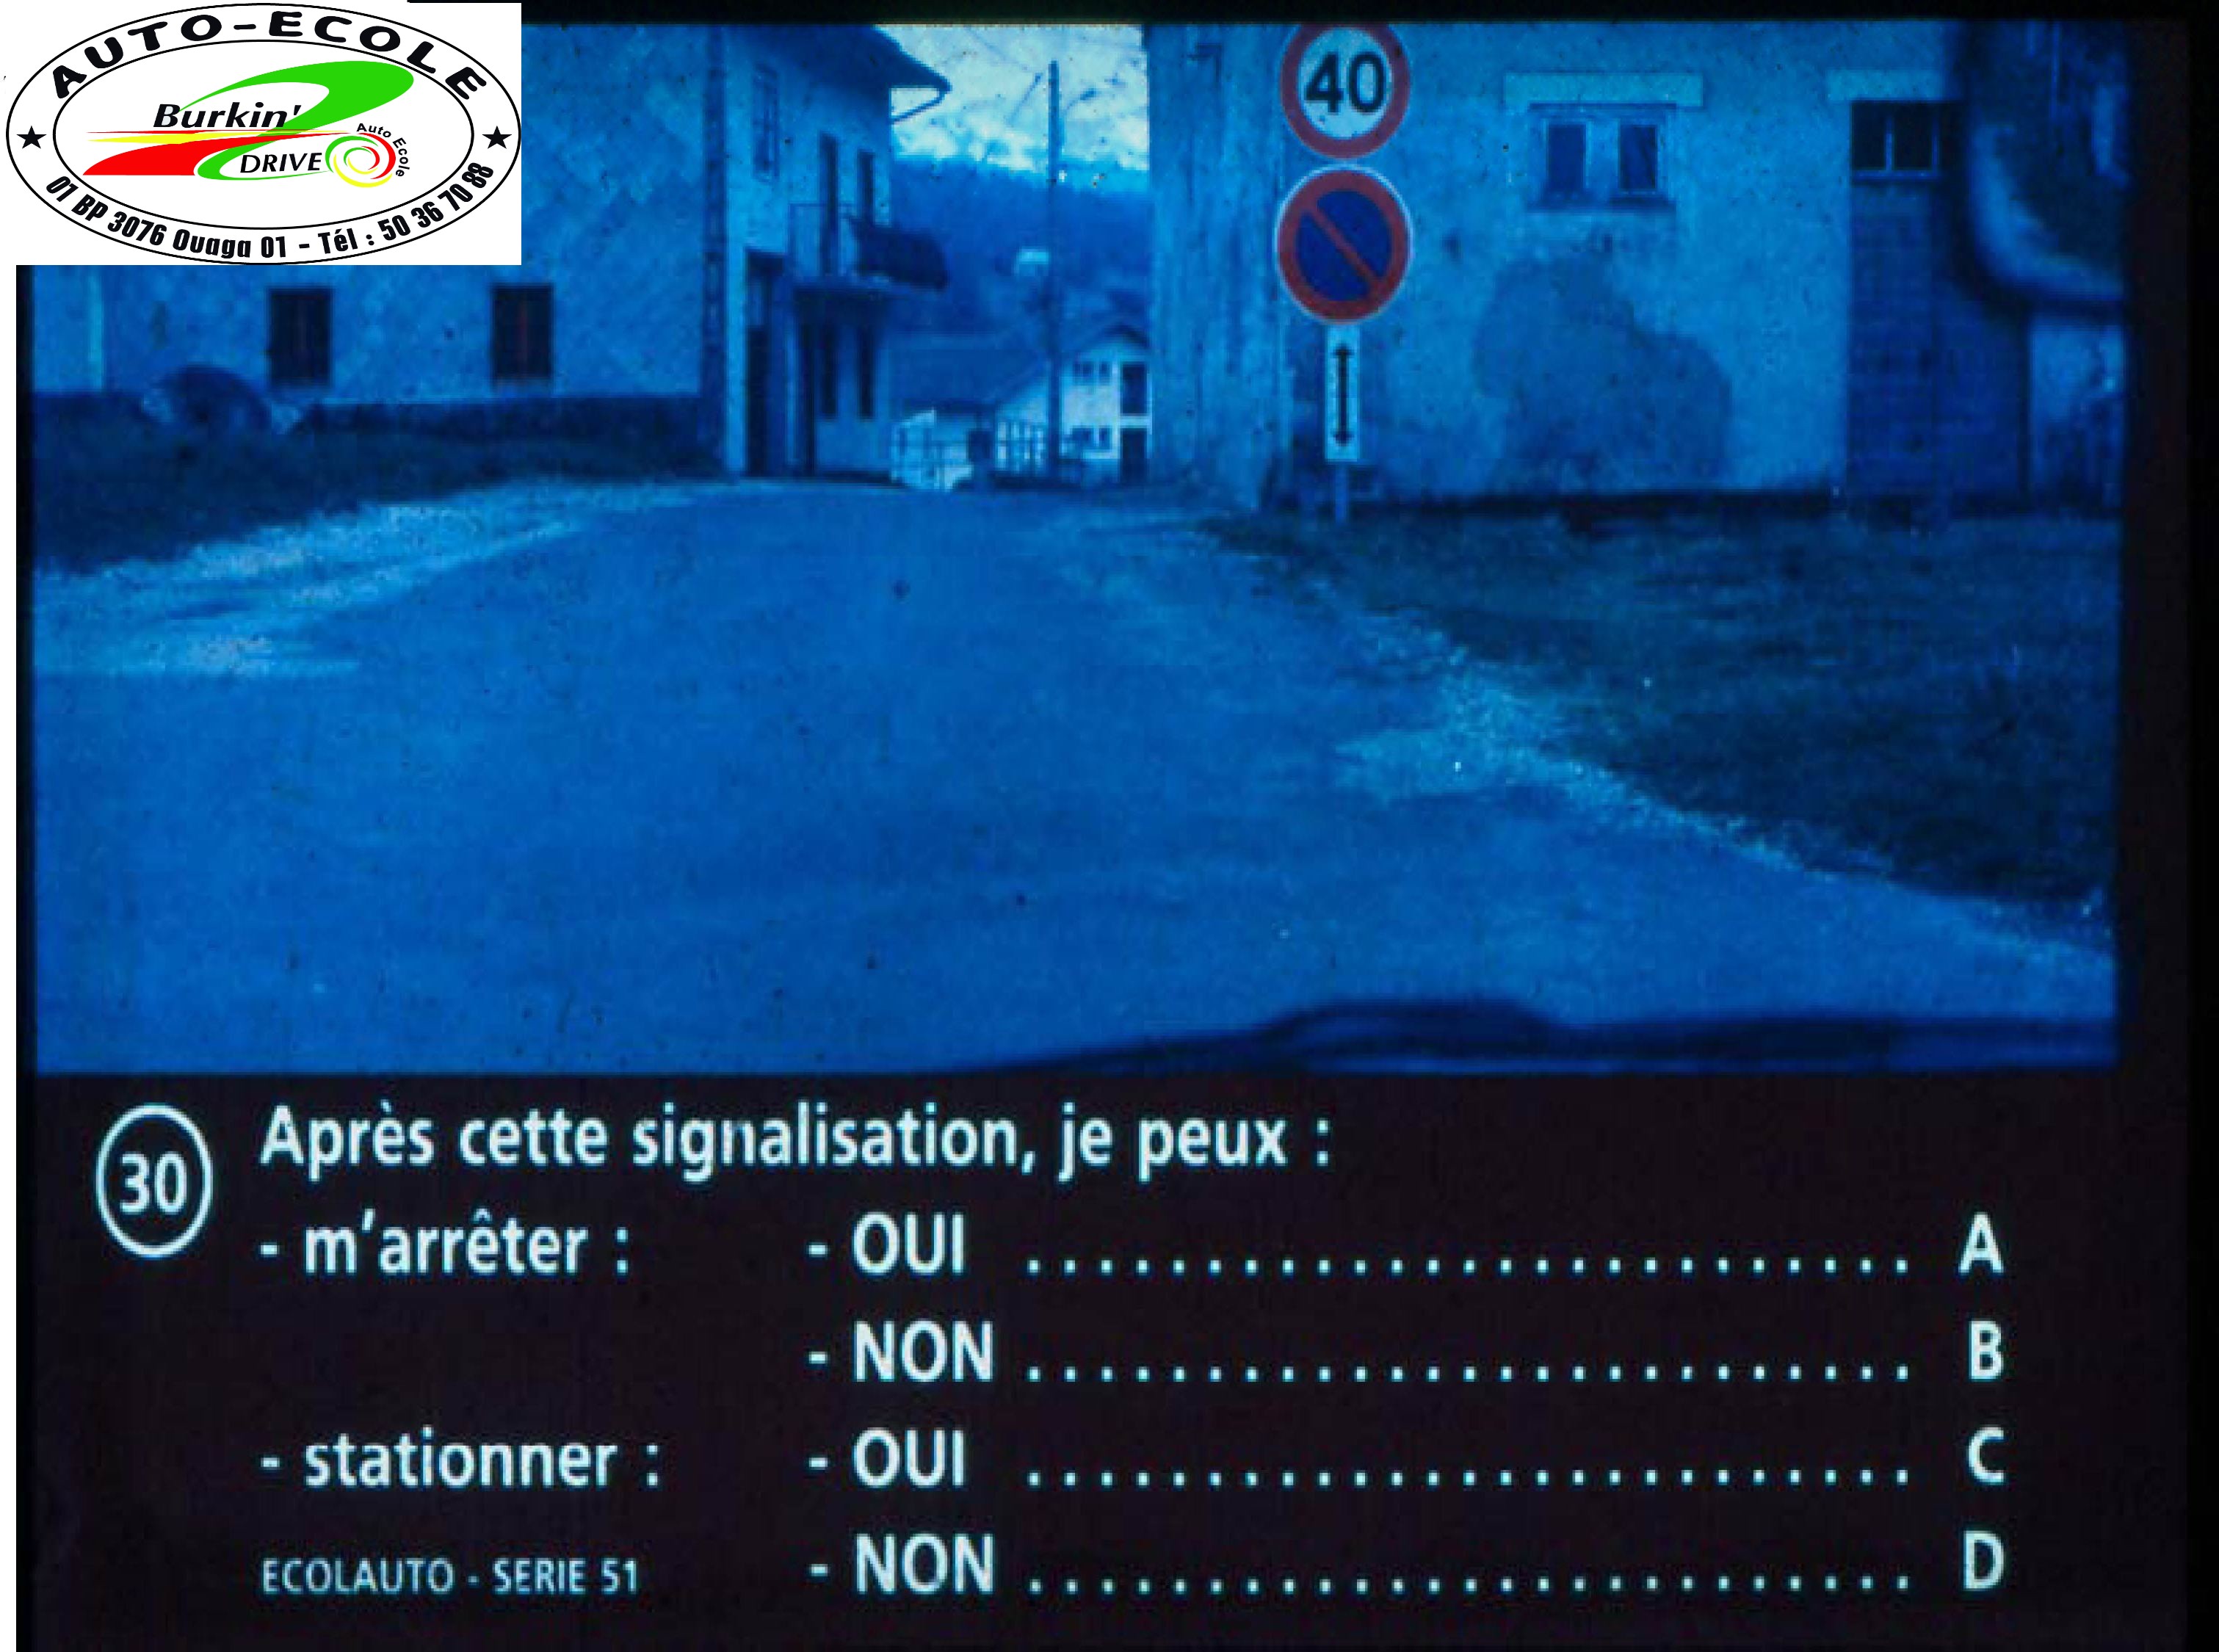 AUTO-ECOLE
Burkin'
DRIVE
Auto Ecole
01 BP 3076 Ouaga 01 - Tél : 50 36 70 88
40
30 Après cette signalisation, je peux :
- m'arrêter : - OUI .......................... A
- NON ......................... B
- stationner : - OUI ......................... C
ECOLAUTO - SERIE 51 - NON ......................... D